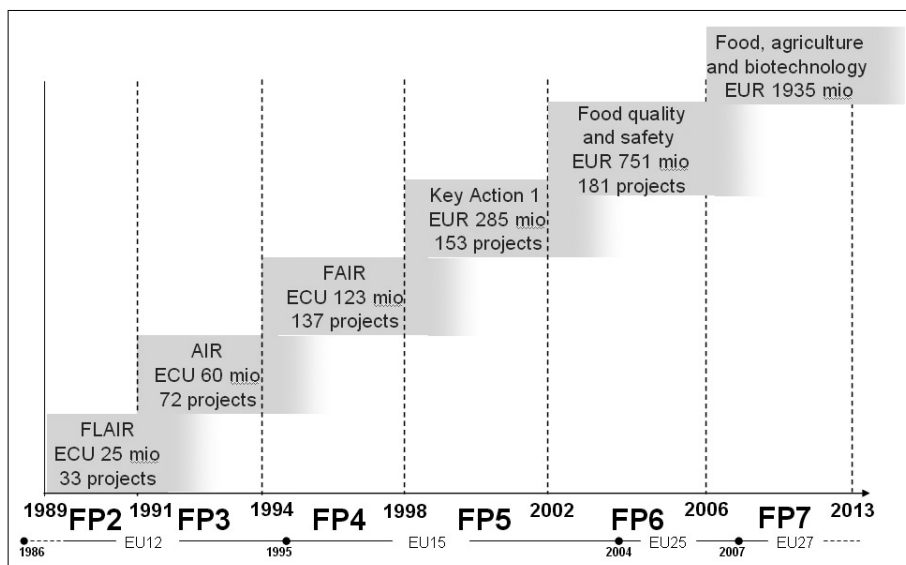 Food, agriculture
and biotechnology
EUR 1935 mio
Food quality
and safety
EUR 751 mio
181 projects
Key Action 1
EUR 285 mio
153 projects
FAIR
ECU 123 mio
137 projects
AIR
ECU 60 mio
72 projects
FLAIR
ECU 25 mio
33 projects
1989 FP2 1991 FP3 1994 FP4 1998 FP5 2002 FP6 2006 FP7 2013
EU12 EU15 EU25 EU27
1986 1995 2004 2007